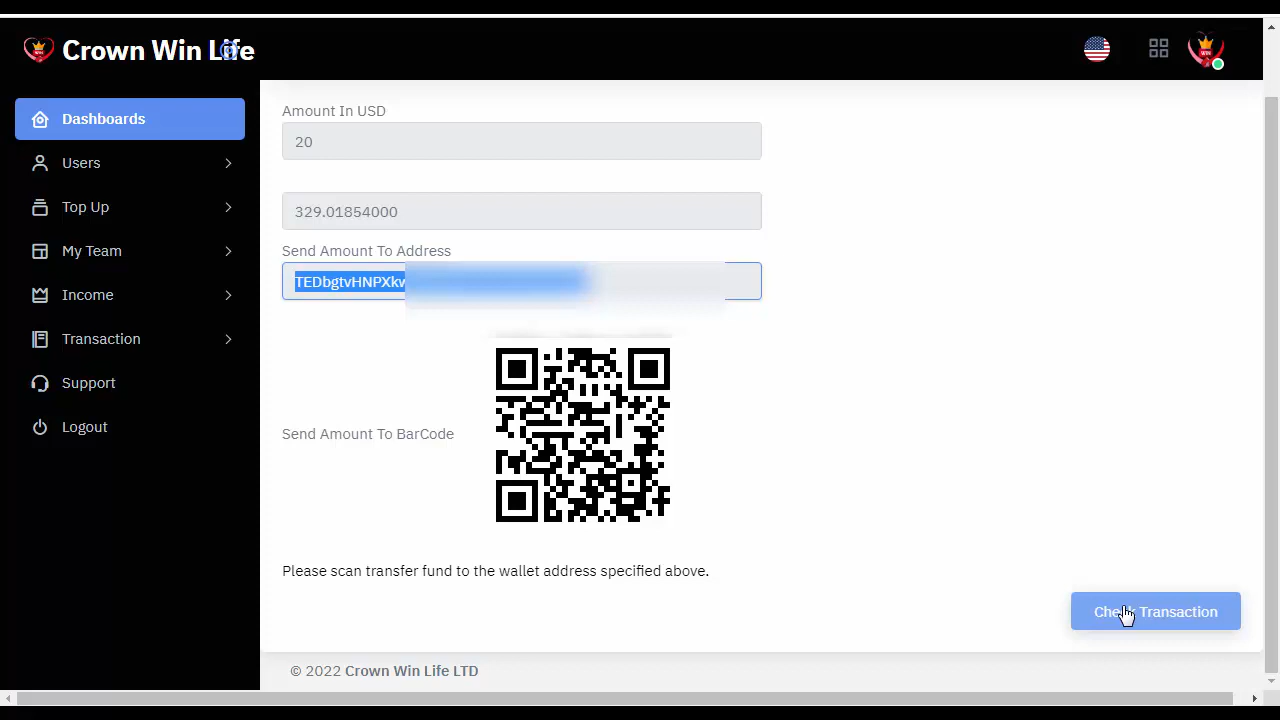 Crown Win Life
Dashboards
Users
Top Up
My Team
Income
Transaction
Support
Logout
Amount In USD
20
329.01854000
Send Amount To Address
TEDbgtvHNPXkw
Send Amount To BarCode
Please scan transfer fund to the wallet address specified above.
Check Transaction
© 2022 Crown Win Life LTD